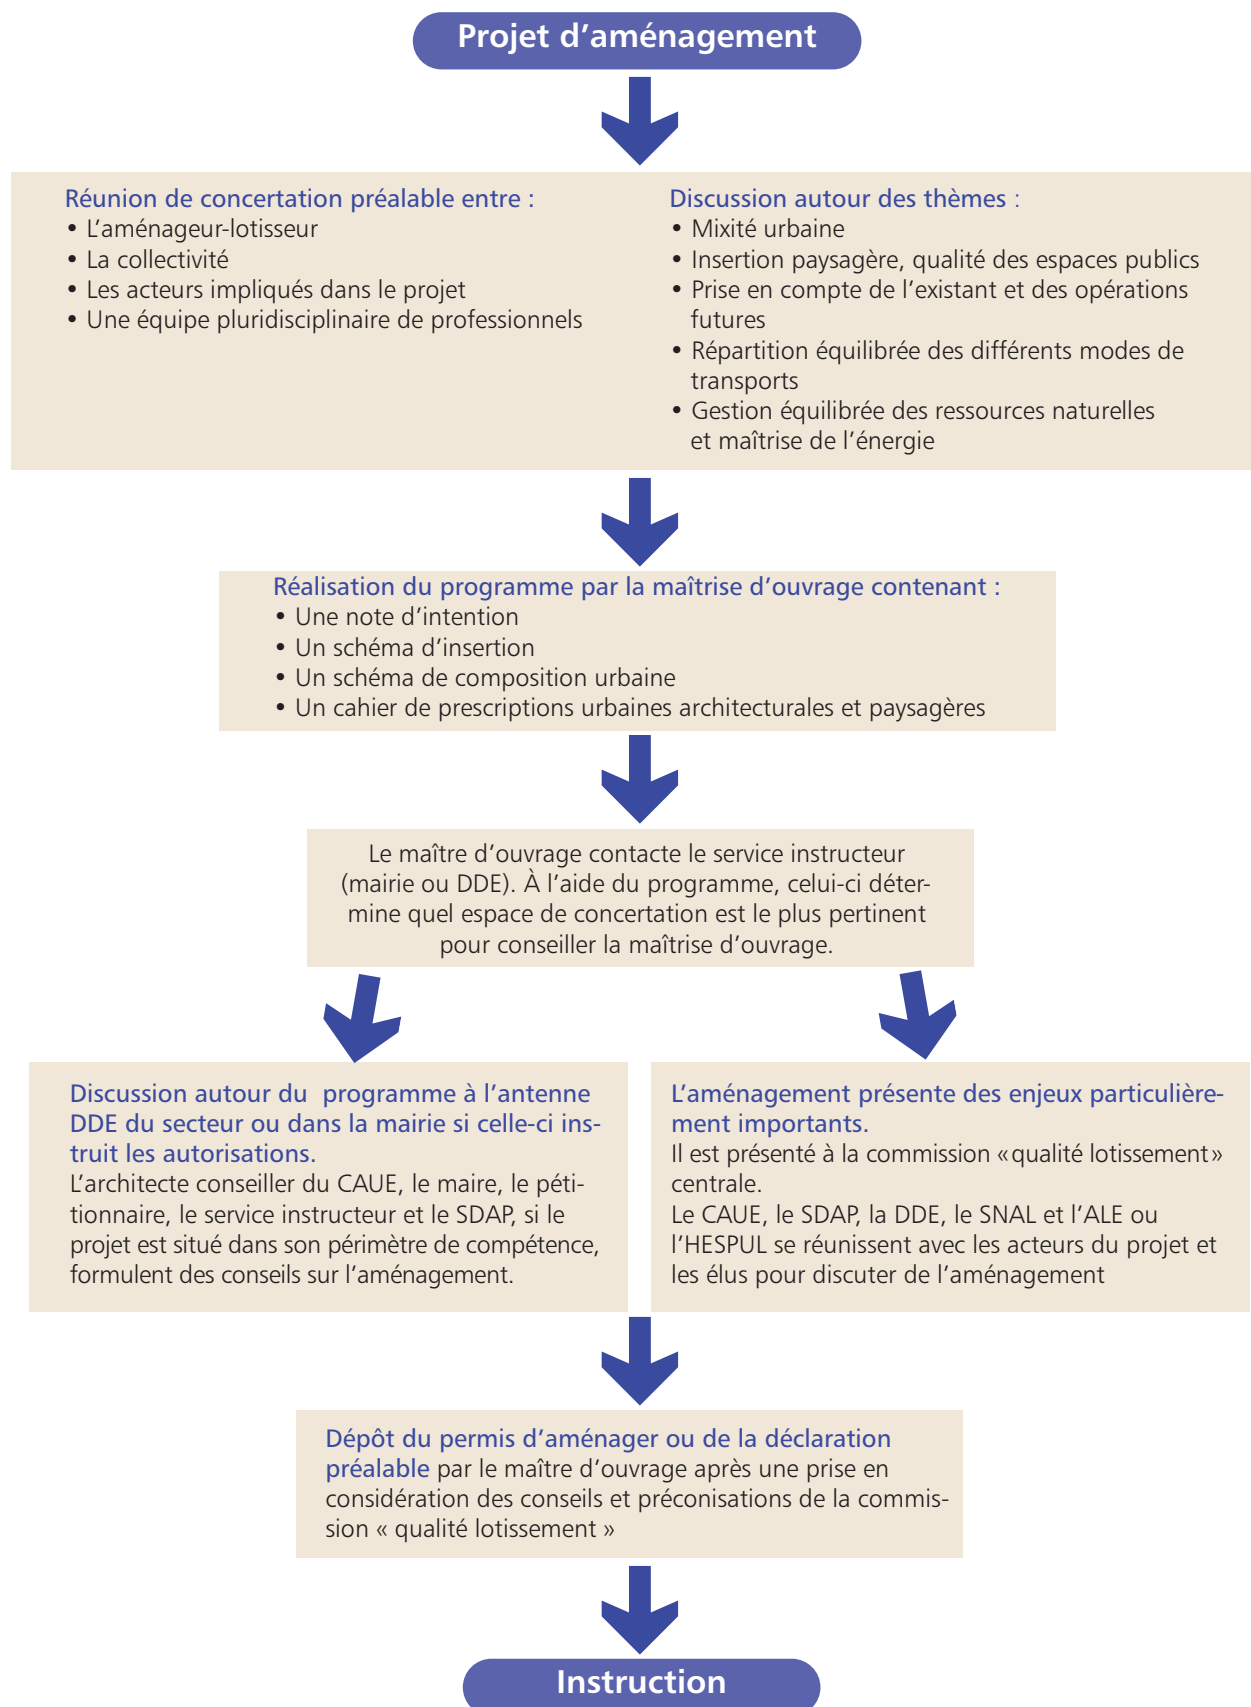 Projet d’aménagement
Réunion de concertation préalable entre :
• L’aménageur-lotisseur
• La collectivité
• Les acteurs impliqués dans le projet
• Une équipe pluridisciplinaire de professionnels
Discussion autour des thèmes :
• Mixité urbaine
• Insertion paysagère, qualité des espaces publics
• Prise en compte de l’existant et des opérations
futures
• Répartition équilibrée des différents modes de
transports
• Gestion équilibrée des ressources naturelles
et maîtrise de l’énergie
Réalisation du programme par la maîtrise d’ouvrage contenant :
• Une note d’intention
• Un schéma d’insertion
• Un schéma de composition urbaine
• Un cahier de prescriptions urbaines architecturales et paysagères
Le maître d’ouvrage contacte le service instructeur
(mairie ou DDE). À l’aide du programme, celui-ci déter-
mine quel espace de concertation est le plus pertinent
pour conseiller la maîtrise d’ouvrage.
Discussion autour du programme à l’antenne
DDE du secteur ou dans la mairie si celle-ci ins-
truit les autorisations.
L’architecte conseiller du CAUE, le maire, le péti-
tionnaire, le service instructeur et le SDAP, si le
projet est situé dans son périmètre de compétence,
formulent des conseils sur l’aménagement.
L’aménagement présente des enjeux particulière-
ment importants.
Il est présenté à la commission «qualité lotissement»
centrale.
Le CAUE, le SDAP, la DDE, le SNAL et l’ALE ou
l’HESPUL se réunissent avec les acteurs du projet et
les élus pour discuter de l’aménagement
Dépôt du permis d’aménager ou de la déclaration
préalable par le maître d’ouvrage après une prise en
considération des conseils et préconisations de la commis-
sion « qualité lotissement »
Instruction